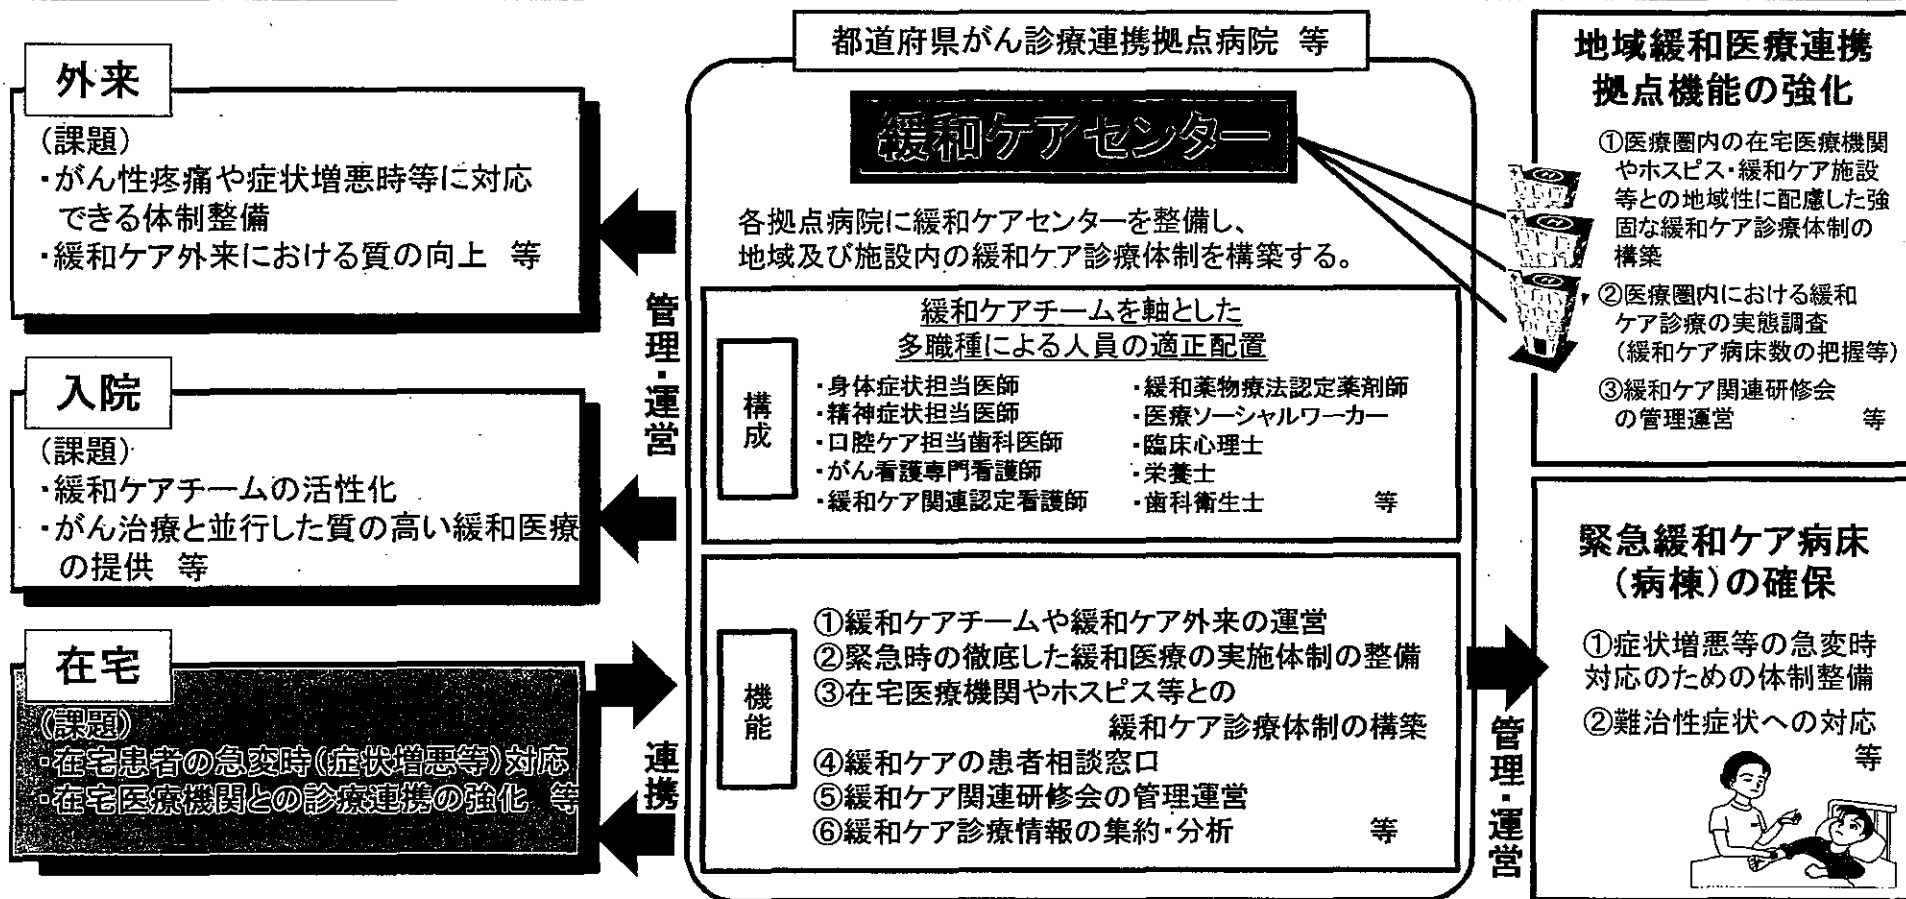 都道府県がん診療連携拠点病院 等
緩和ケアセンター
各拠点病院に緩和ケアセンターを整備し、
地域及び施設内の緩和ケア診療体制を構築する。
外来
(課題)
・がん性疼痛や症状増悪時等に対応
できる体制整備
・緩和ケア外来における質の向上 等
入院
(課題)
・緩和ケアチームの活性化
・がん治療と並行した質の高い緩和医療
の提供 等
在宅
(課題)
・在宅患者の急変時(症状増悪等)対応
・在宅医療機関との診療連携の強化 等
管理・運営
連携
緩和ケアチームを軸とした
多職種による人員の適正配置
構成
・身体症状担当医師
・精神症状担当医師
・口腔ケア担当歯科医師
・がん看護専門看護師
・緩和ケア関連認定看護師
・緩和薬物療法認定薬剤師
・医療ソーシャルワーカー
・臨床心理士
・栄養士
・歯科衛生士 等
機能
①緩和ケアチームや緩和ケア外来の運営
②緊急時の徹底した緩和医療の実施体制の整備
③在宅医療機関やホスピス等との
緩和ケア診療体制の構築
④緩和ケアの患者相談窓口
⑤緩和ケア関連研修会の管理運営
⑥緩和ケア診療情報の集約・分析 等
管理・運営
地域緩和医療連携
拠点機能の強化
①医療圏内の在宅医療機関
やホスピス・緩和ケア施設
等との地域性に配慮した強
固な緩和ケア診療体制の
構築
②医療圏内における緩和
ケア診療の実態調査
(緩和ケア病床数の把握等)
③緩和ケア関連研修会
の管理運営 等
緊急緩和ケア病床
(病棟)の確保
①症状増悪等の急変時
対応のための体制整備
②難治性症状への対応
等